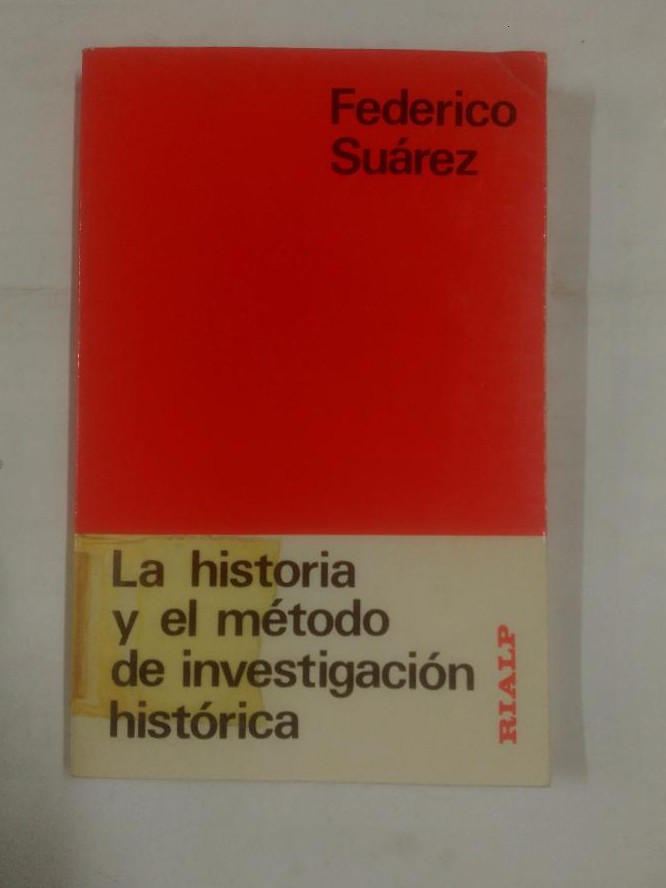 Federico
Suárez
La historia
y el método
de investigación
histórica
RIALP